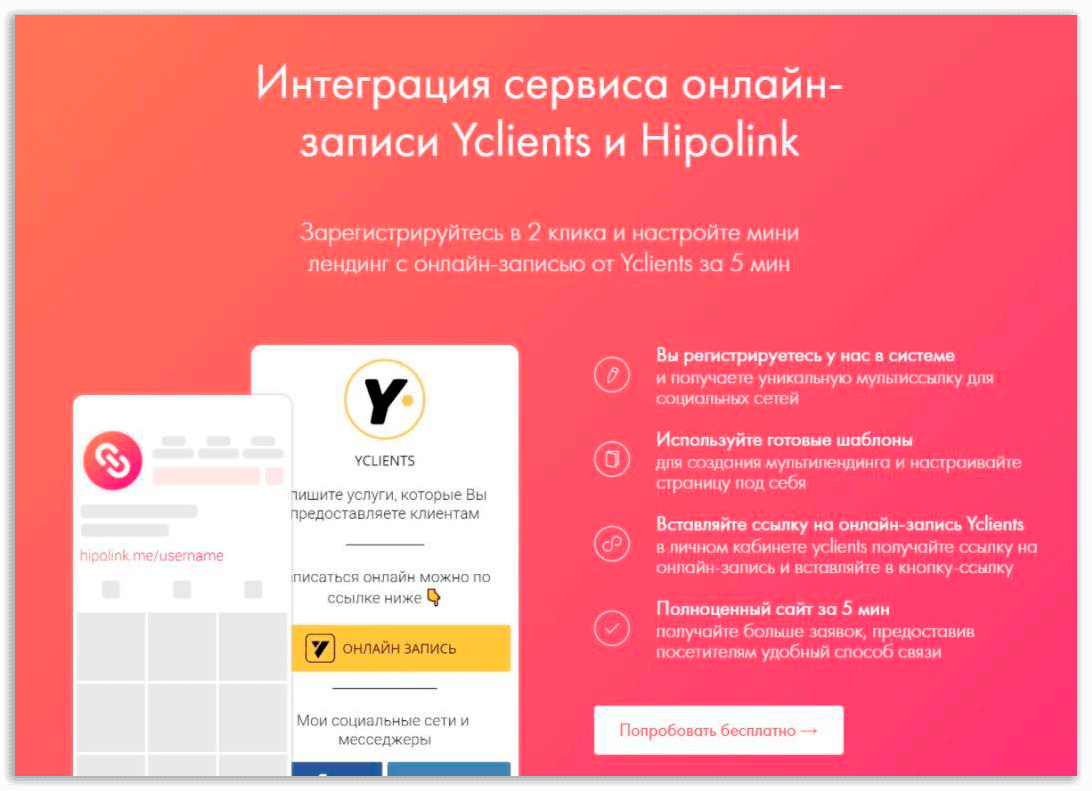 Интеграция сервиса онлайн-
записи Yclients и Hipolink
Зарегистрируйтесь в 2 клика и настройте мини
лендинг с онлайн-записью от Yclients за 5 мин
YCLIENTS
пишите услуги, которые Вы
предоставляете клиентам
аписаться онлайн можно по
ссылке ниже 👇
ОНЛАЙН ЗАПИСЬ
Мои социальные сети и
месседжеры
hipolink.me/username
Вы регистрируетесь у нас в системе
и получаете уникальную мультиссылку для
социальных сетей
Используйте готовые шаблоны
для создания мультилендинга и настраивайте
страницу под себя
Вставляйте ссылку на онлайн-запись Yclients
в личном кабинете yclients получайте ссылку на
онлайн-запись и вставляйте в кнопку-ссылку
Полноценный сайт за 5 мин
получайте больше заявок, предоставив
посетителям удобный способ связи
Попробовать бесплатно →